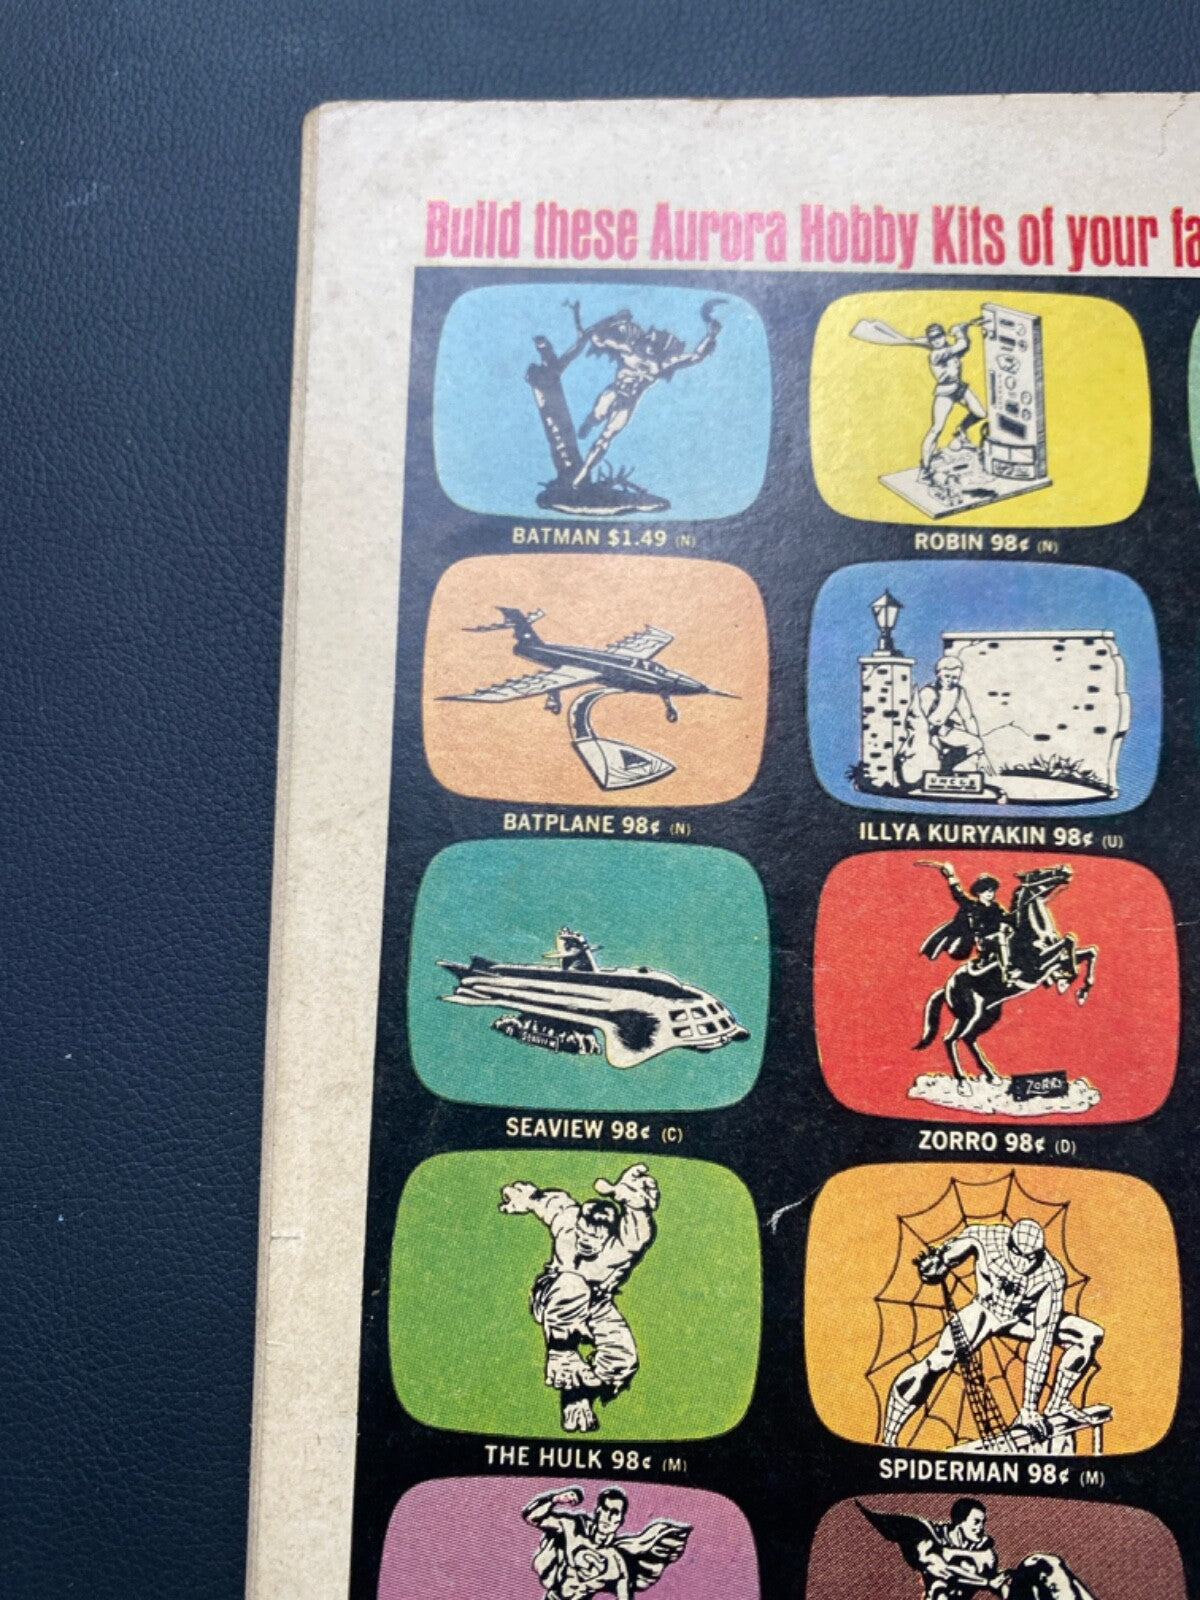 Build these Aurora Hobby Kits of your fa
BATMAN $1.49 (N)
ROBIN 98¢ (N)
BATPLANE 98¢ (N)
ILLYA KURYAKIN 98¢ (U)
SEAVIEW 98¢ (C)
ZORRO
ZORRO 98¢ (D)
THE HULK 98¢ (M)
SPIDERMAN 98¢ (M)